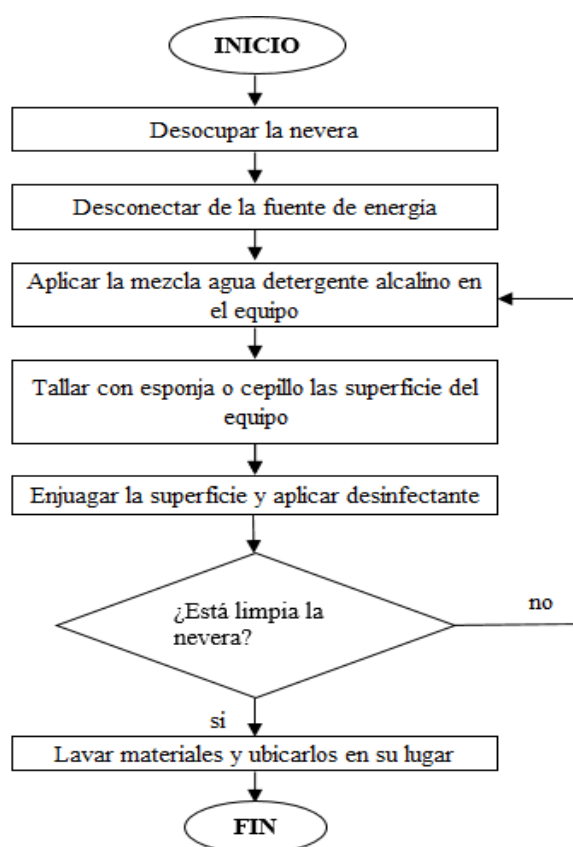 INICIO
Desocupar la nevera
Desconectar de la fuente de energia
Aplicar la mezcla agua detergente alcalino en
el equipo
Tallar con esponja o cepillo las superficie del
equipo
Enjuagar la superficie y aplicar desinfectante
¿Está limpia la
nevera?
no
si
Lavar materiales y ubicarlos en su lugar
FIN